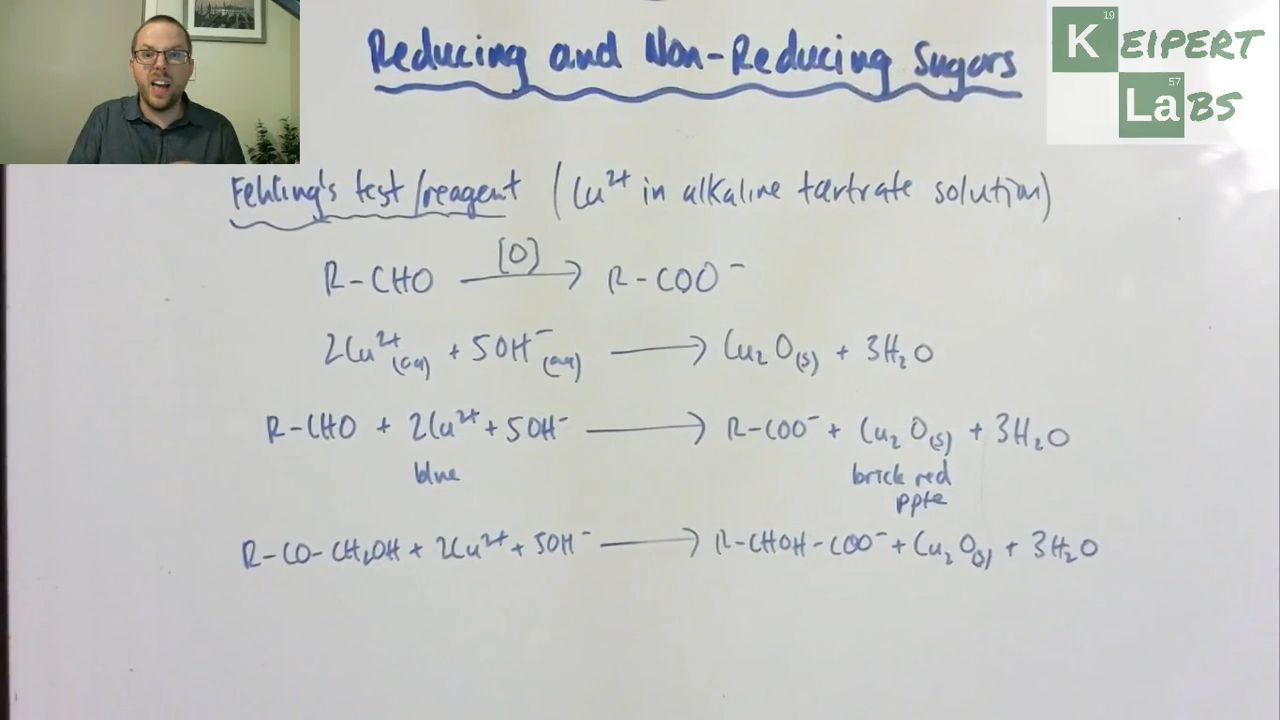 Reducing and Non-Reducing Sugars
19
K EIPERT
57
La BS
Fehling's test/reagent (Cu²⁺ in alkaline tartrate solution)
R-CHO [O] → R-COO⁻
2Cu²⁺(aq) + 5OH⁻(aq) → Cu₂O(s) + 3H₂O
R-CHO + 2Cu²⁺ + 5OH⁻ → R-COO⁻ + Cu₂O(s) + 3H₂O
blue
brick red
ppte
R-CO-CH₂OH + 2Cu²⁺ + 5OH⁻ → R-CHOH-COO⁻ + Cu₂O(s) + 3H₂O